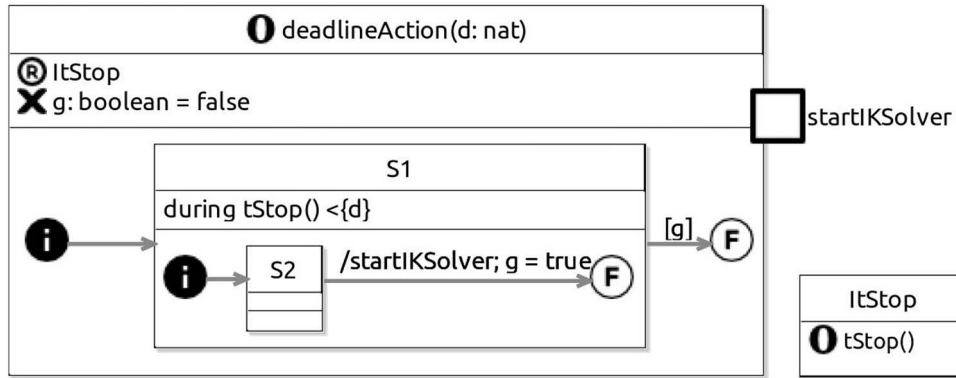 O deadlineAction(d: nat)
R ItStop
X g: boolean = false
startIKSolver
S1
during tStop() <{d}
i
[g]
F
i
S2
/startIKSolver; g = true
F
ItStop
O tStop()